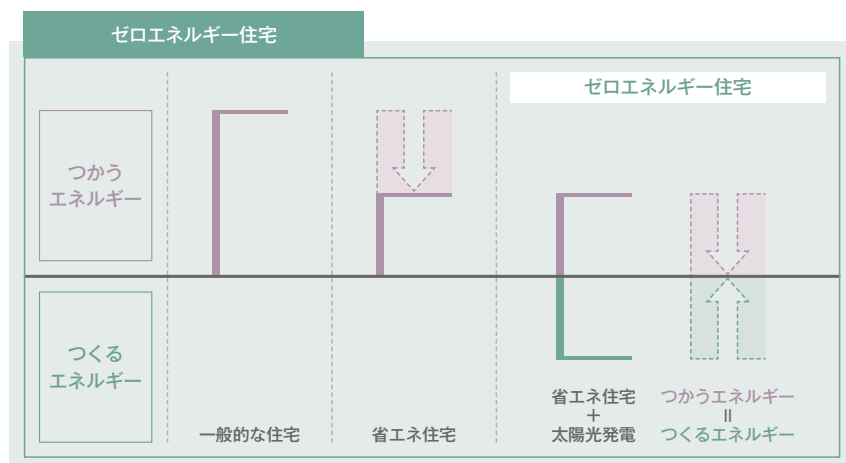 ゼロエネルギー住宅
ゼロエネルギー住宅
つかう
エネルギー
つくる
エネルギー
一般的な住宅
省エネ住宅
省エネ住宅
+
太陽光発電
つかうエネルギー
=
つくるエネルギー